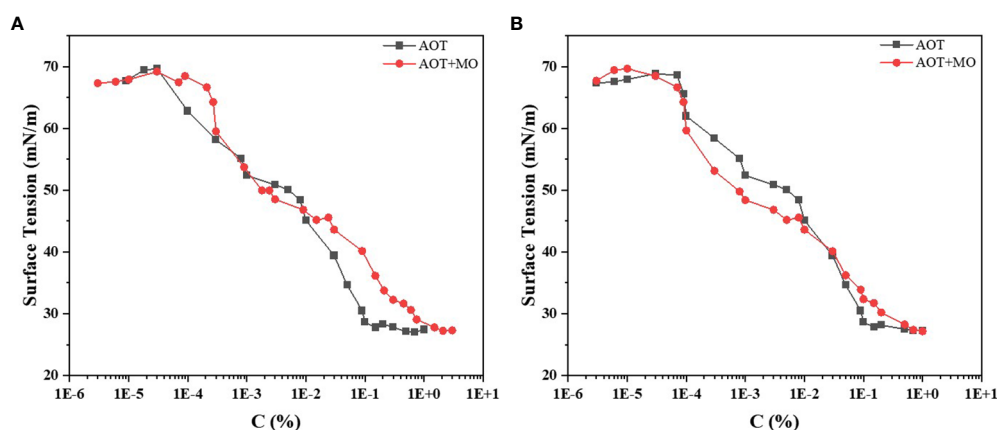 A
AOT
AOT+MO
70
60
50
40
30
20
Surface Tension (mN/m)
1E-6 1E-5 1E-4 1E-3 1E-2 1E-1 1E+0 1E+1
C (%)
B
AOT
AOT+MO
70
60
50
40
30
20
Surface Tension (mN/m)
1E-6 1E-5 1E-4 1E-3 1E-2 1E-1 1E+0 1E+1
C (%)